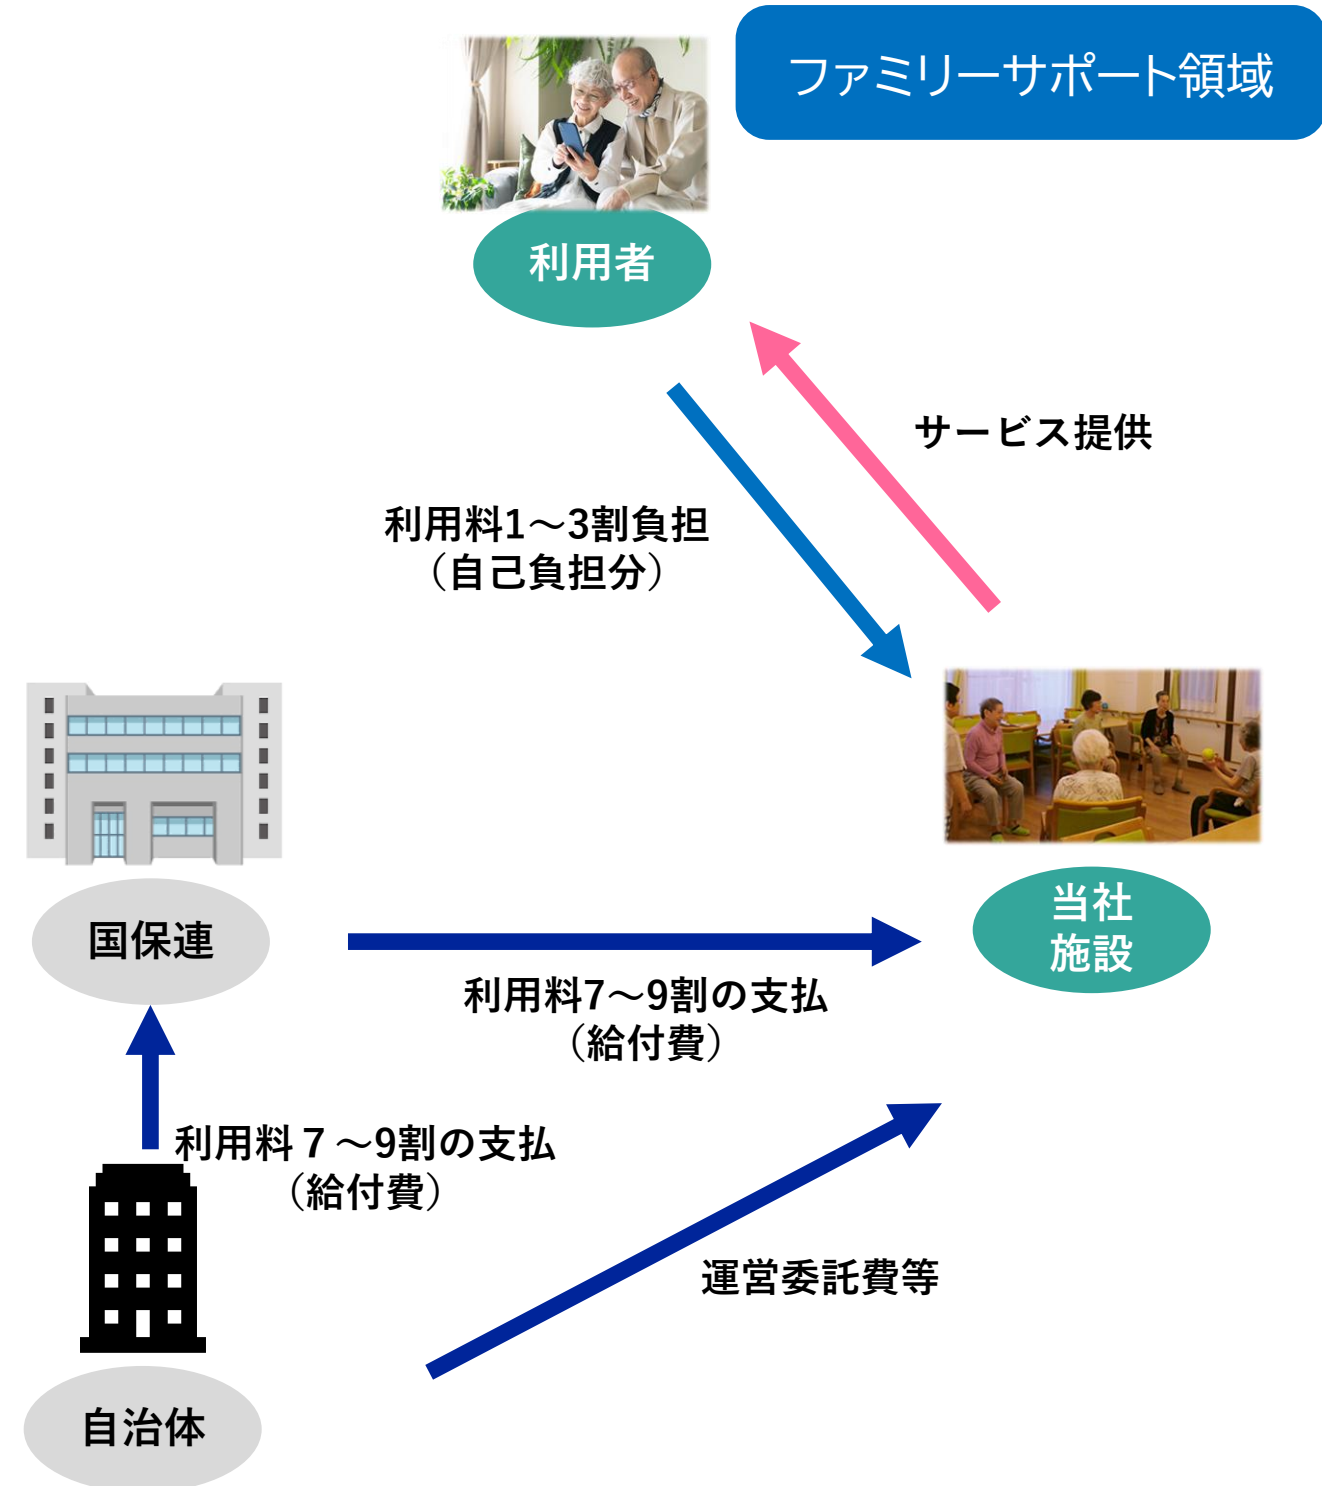 ファミリーサポート領域
利用者
サービス提供
利用料1～3割負担
（自己負担分）
国保連
当社
施設
利用料7～9割の支払
（給付費）
利用料７～9割の支払
（給付費）
運営委託費等
自治体